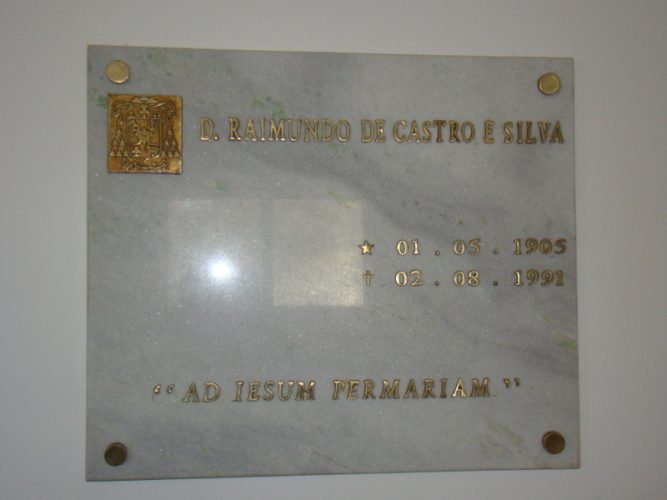 D. RAIMUNDO DE CASTRO E SILVA
★ 01 . 05 . 1905
✝ 02 . 08 . 1991
“AD IESUM PERMARIAM”